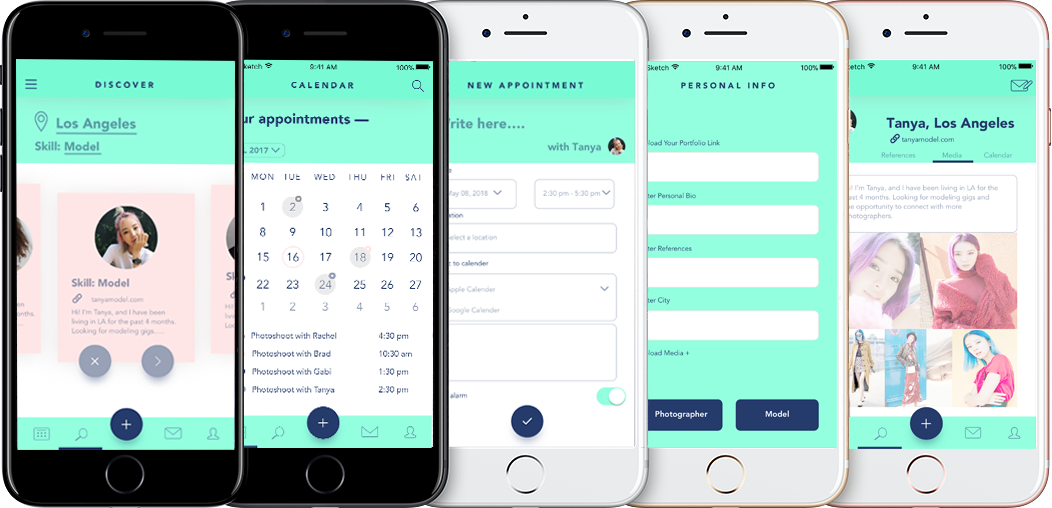 DISCOVER
Los Angeles
Skill: Model
Skill: Model
tanyamodel.com
Hi! I'm Tanya, and I have been
living in LA for the past 4 months.
Looking for modeling gigs......
Sketch 9:41 AM 100%
CALENDAR
ur appointments —
2017
MON TUE WED THU FRI SAT
1 2 3 4 5 6
8 9 10 11 12 13
15 16 17 18 19 20
22 23 24 25 26 27
1 2 3 4 5 6
Photoshoot with Rachel 4:30 pm
Photoshoot with Brad 10:30 am
Photoshoot with Gabi 1:30 pm
Photoshoot with Tanya 2:30 pm
NEW APPOINTMENT
rite here....
with Tanya
May 08, 2018 2:30 pm - 5:30 pm
ation
elect a location
t to calender
pple Calender
Google Calender
alarm
Sketch 9:41 AM 100%
PERSONAL INFO
load Your Portfolio Link
ter Personal Bio
ter References
ter City
load Media +
Photographer Model
Sketch 9:41 AM 100%
Tanya, Los Angeles
tanyamodel.com
References Media Calendar
! I'm Tanya, and I have been living in LA for the
past 4 months. Looking for modeling gigs and
e opportunity to connect with more
hotographers.